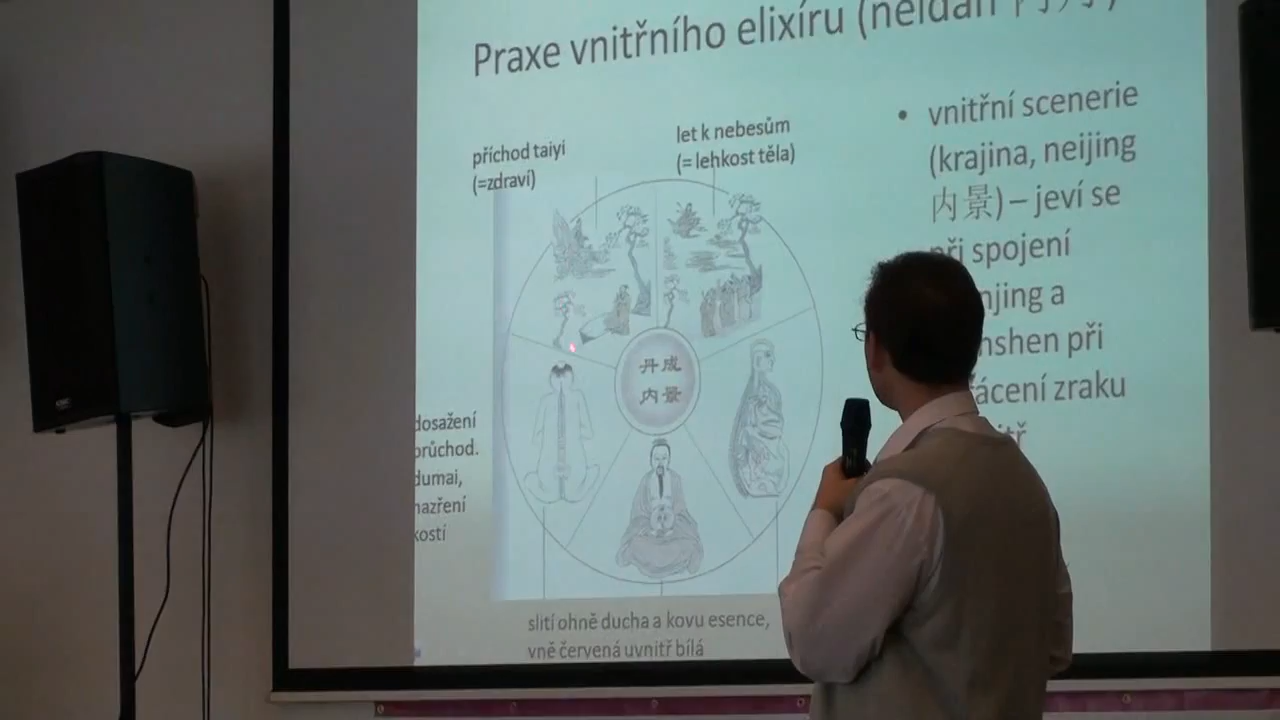 Praxe vnitřního elixíru (neidan
příchod taiyi
(=zdraví)
let k nebesům
(= lehkost těla)
• vnitřní scenerie
(krajina, neijing
内景) – jeví se
při spojení
a
při
zraku
丹成
内景
dosažení
průchod.
dumai,
kostí
slití ohně ducha a kovu esence,
vně červená uvnitř bílá